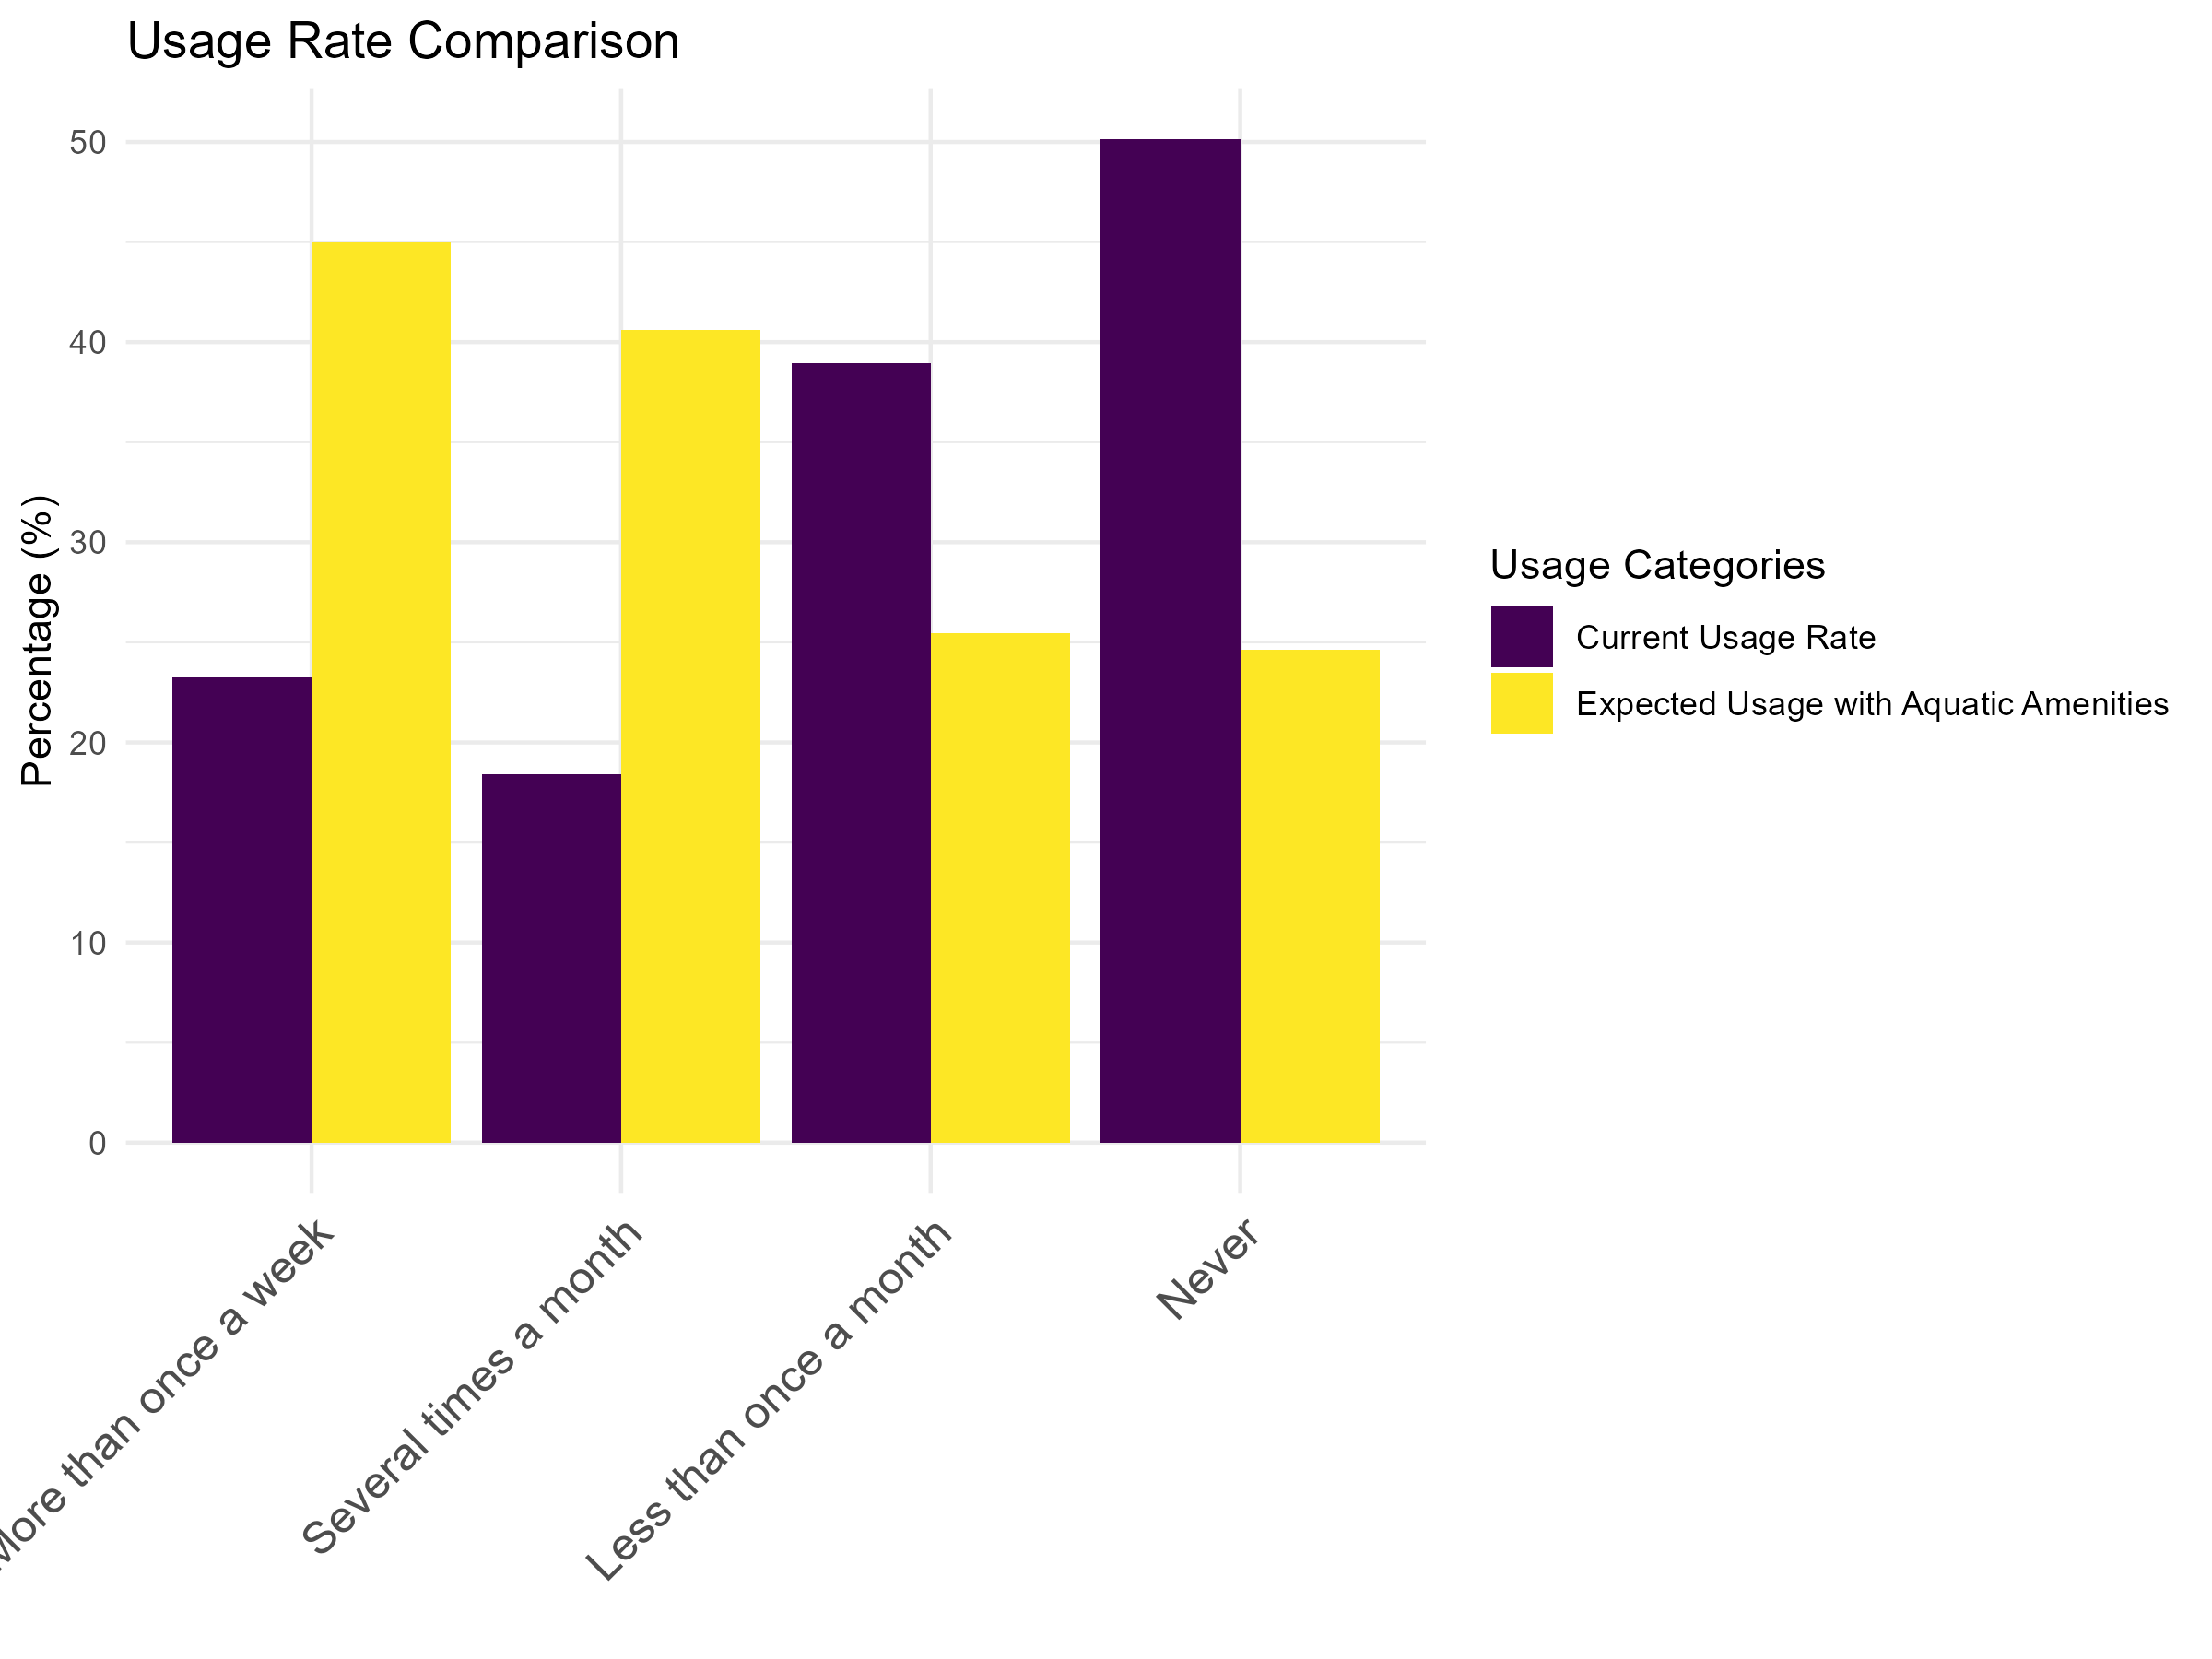 Usage Rate Comparison
Percentage (%)
50
40
30
20
10
0
More than once a week
Several times a month
Less than once a month
Never
Usage Categories
Current Usage Rate
Expected Usage with Aquatic Amenities